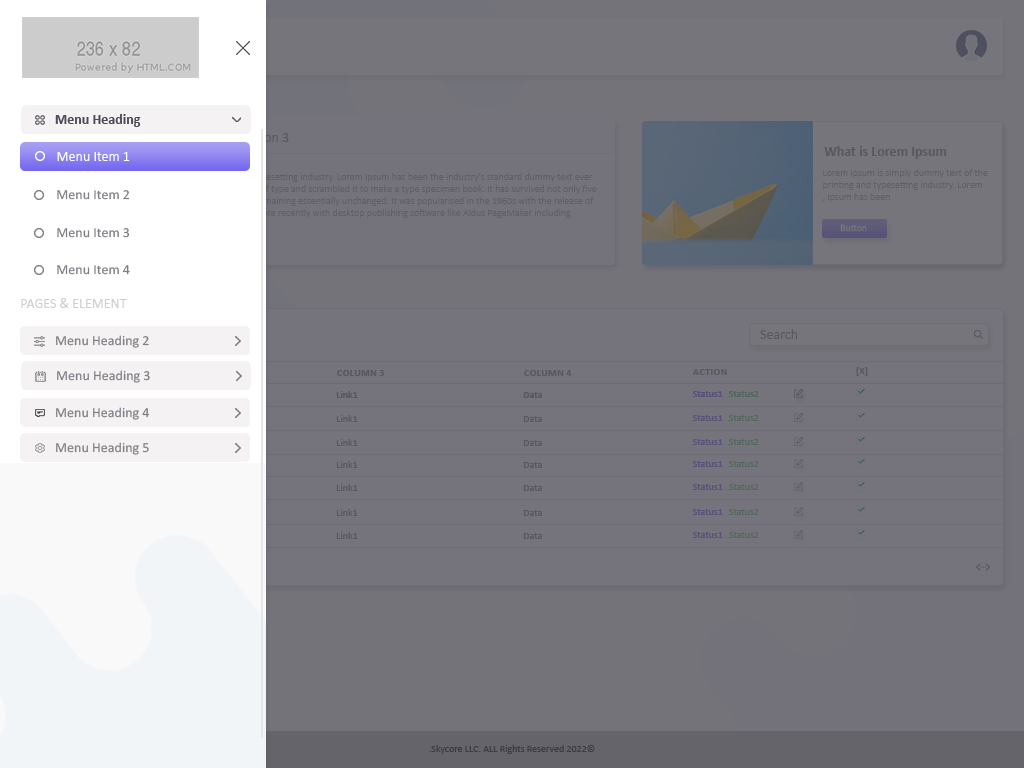 236 x 82
Powered by HTML.COM
Menu Heading
Menu Item 1
Menu Item 2
Menu Item 3
Menu Item 4
PAGES & ELEMENT
Menu Heading 2
Menu Heading 3
Menu Heading 4
Menu Heading 5
on 3
esetting industry. Lorem Ipsum has been the industry's standard dummy text ever
f type and scrambled it to make a type specimen book. It has survived not only five
maining essentially unchanged. It was popularised in the 1960s with the release of
re recently with desktop publishing software like Aldus PageMaker including
What is Lorem Ipsum
Lorem Ipsum is simply dummy text of the
printing and typesetting industry. Lorem
. Ipsum has been
Button
Search
COLUMN 3 COLUMN 4 ACTION [X]
Link1 Data Status1 Status2
Link1 Data Status1 Status2
Link1 Data Status1 Status2
Link1 Data Status1 Status2
Link1 Data Status1 Status2
Link1 Data Status1 Status2
Link1 Data Status1 Status2
.Skycore LLC. ALL Rights Reserved 2022©